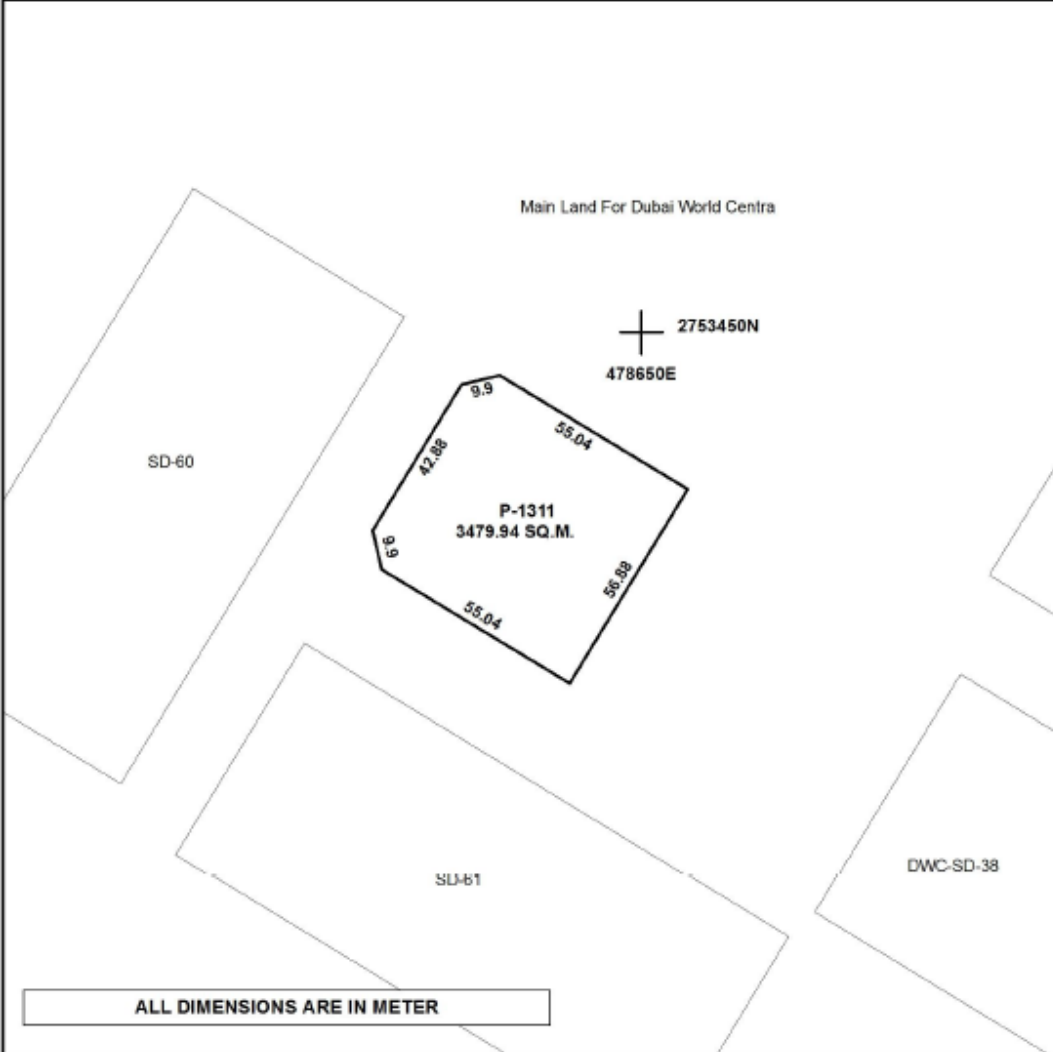 Main Land For Dubai World Centra
2753450N
478650E
9.9
55.04
42.88
SD-60
P-1311
3479.94 SQ.M.
9.9
56.88
55.04
DWC-SD-38
SD-61
ALL DIMENSIONS ARE IN METER